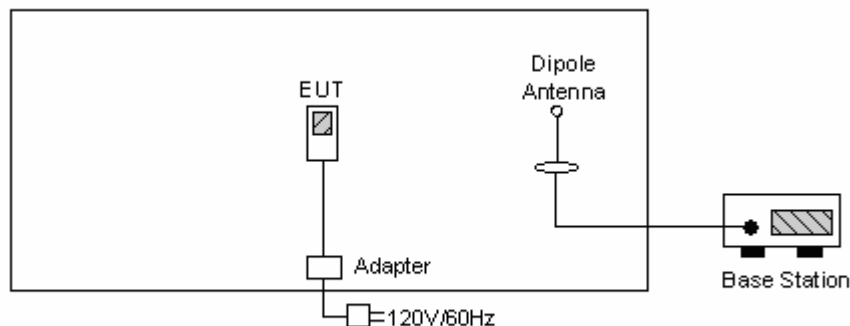 EUT
Dipole
Antenna
Adapter
Base Station
120V/60Hz